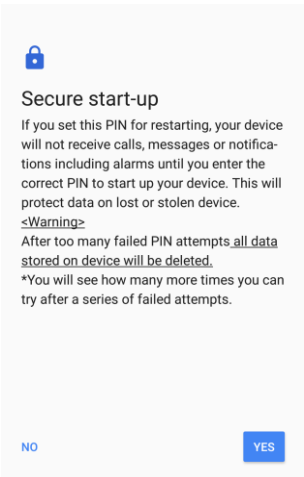 Secure start-up
If you set this PIN for restarting, your device
will not receive calls, messages or notifica-
tions including alarms until you enter the
correct PIN to start up your device. This will
protect data on lost or stolen device.
<Warning>
After too many failed PIN attempts all data
stored on device will be deleted.
*You will see how many more times you can
try after a series of failed attempts.
NO
YES